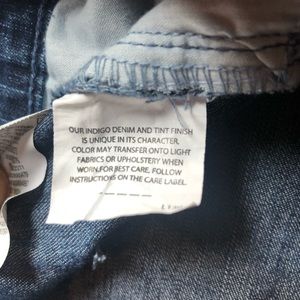 OUR INDIGO DENIM AND TINT FINISH
IS UNIQUE IN ITS CHARACTER.
COLOR MAY TRANSFER ONTO LIGHT
FABRICS OR UPHOLSTERY WHEN
WORN.FOR BEST CARE, FOLLOW
INSTRUCTIONS ON THE CARE LABEL.